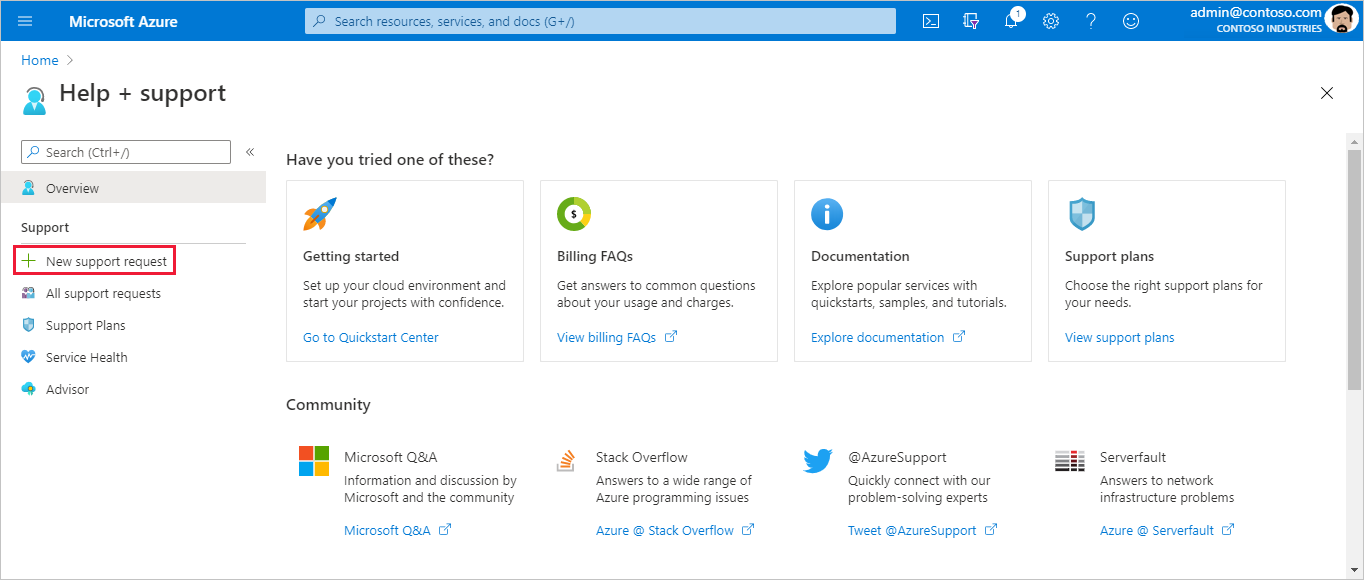 Microsoft Azure
Search resources, services, and docs (G+/)
1
admin@contoso.com
CONTOSO INDUSTRIES
Home
Help + support
Search (Ctrl+/)
«
Overview
Support
New support request
All support requests
Support Plans
Service Health
Advisor
Have you tried one of these?
Getting started
Set up your cloud environment and
start your projects with confidence.
Go to Quickstart Center
$
Billing FAQs
Get answers to common questions
about your usage and charges.
View billing FAQs
Documentation
Explore popular services with
quickstarts, samples, and tutorials.
Explore documentation
Support plans
Choose the right support plans for
your needs.
View support plans
Community
Microsoft Q&A
Information and discussion by
Microsoft and the community
Microsoft Q&A
Stack Overflow
Answers to a wide range of
Azure programming issues
Azure @ Stack Overflow
@AzureSupport
Quickly connect with our
problem-solving experts
Tweet @AzureSupport
Serverfault
Answers to network
infrastructure problems
Azure @ Serverfault